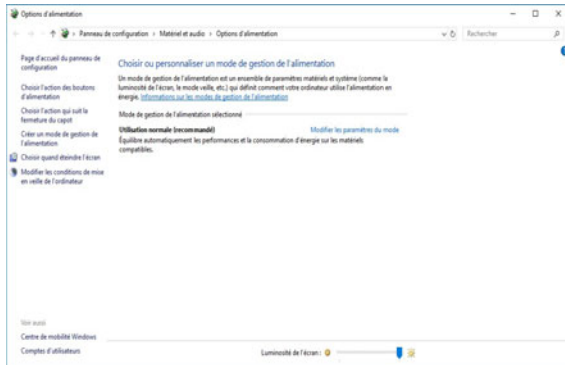 Options d'alimentation
Panneau de configuration > Matériel et audio > Options d'alimentation
Rechercher
Page d'accueil du panneau de
configuration
Choisir l'action des boutons
d'alimentation
Choisir l'action qui suit la
fermeture du capot
Créer un mode de gestion de
l'alimentation
Choisir quand éteindre l'écran
Modifier les conditions de mise
en veille de l'ordinateur
Choisir ou personnaliser un mode de gestion de l'alimentation
Un mode de gestion de l'alimentation est un ensemble de paramètres matériels et système (comme la
luminosité de l'écran, le mode veille, etc.) qui définit comment votre ordinateur utilise l'alimentation en
énergie. Informations sur les modes de gestion de l'alimentation
Mode de gestion de l'alimentation sélectionné
Utilisation normale (recommandé) Modifier les paramètres du mode
Équilibre automatiquement les performances et la consommation d'énergie sur les matériels
compatibles.
Voir aussi
Centre de mobilité Windows
Comptes d'utilisateurs
Luminosité de l'écran :